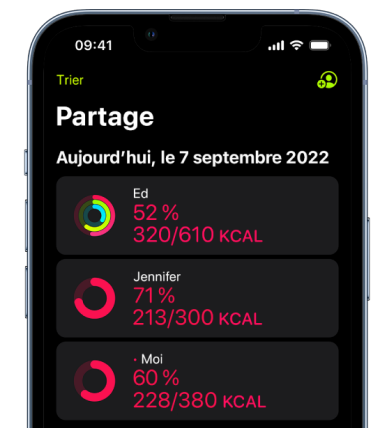 09:41
Trier
Partage
Aujourd'hui, le 7 septembre 2022
Ed
52 %
320/610 KCAL
Jennifer
71 %
213/300 KCAL
• Moi
60 %
228/380 KCAL